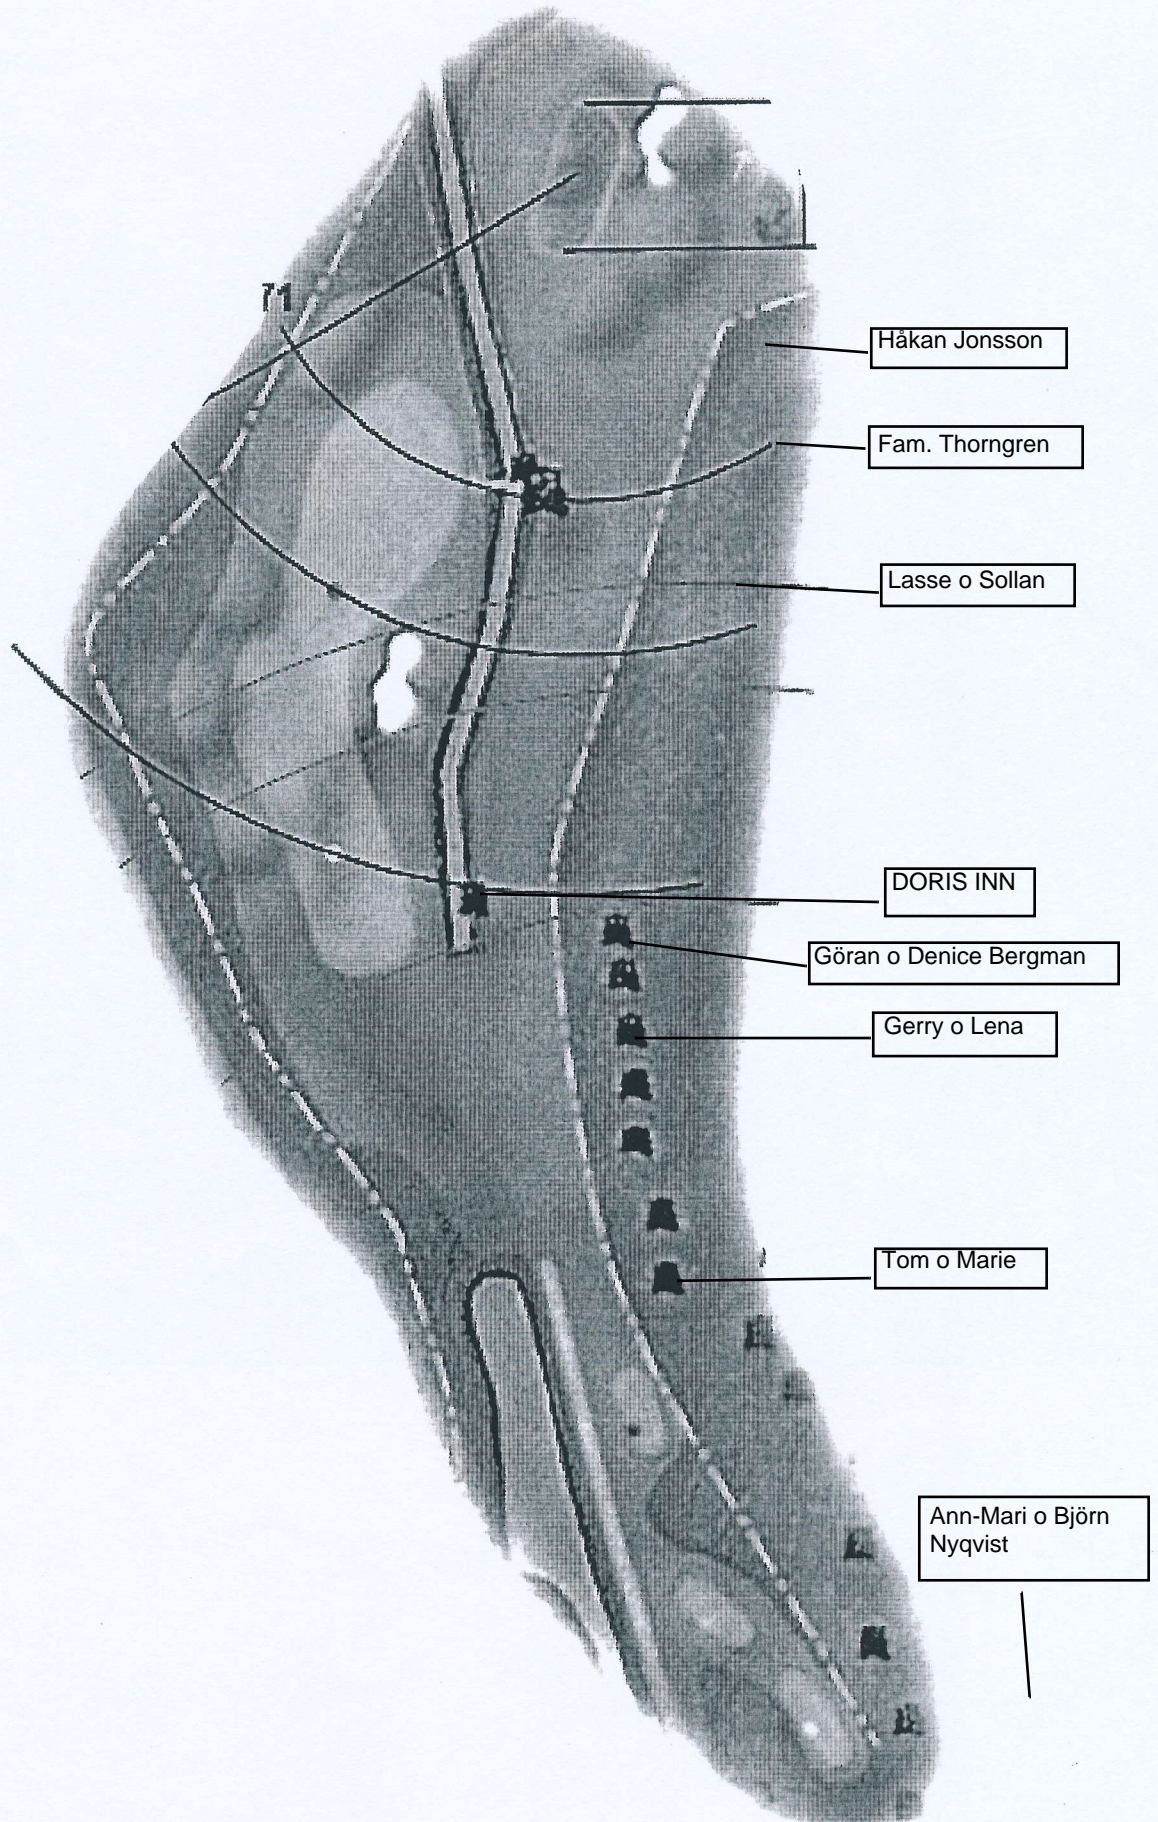 71
Håkan Jonsson
Fam. Thorngren
Lasse o Sollan
DORIS INN
Göran o Denice Bergman
Gerry o Lena
Tom o Marie
Ann-Mari o Björn
Nyqvist